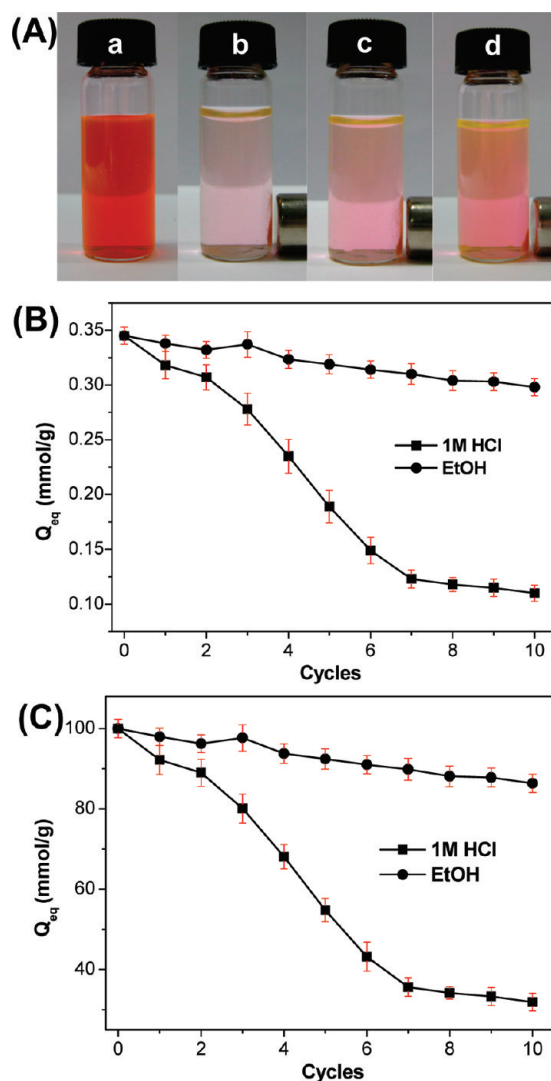 (A)
a b c d
(B)
0.35
0.30
0.25
0.20
0.15
0.10
Qeq (mmol/g)
1M HCl
EtOH
0 2 4 6 8 10
Cycles
(C)
100
80
60
40
Qeq (mmol/g)
1M HCl
EtOH
0 2 4 6 8 10
Cycles